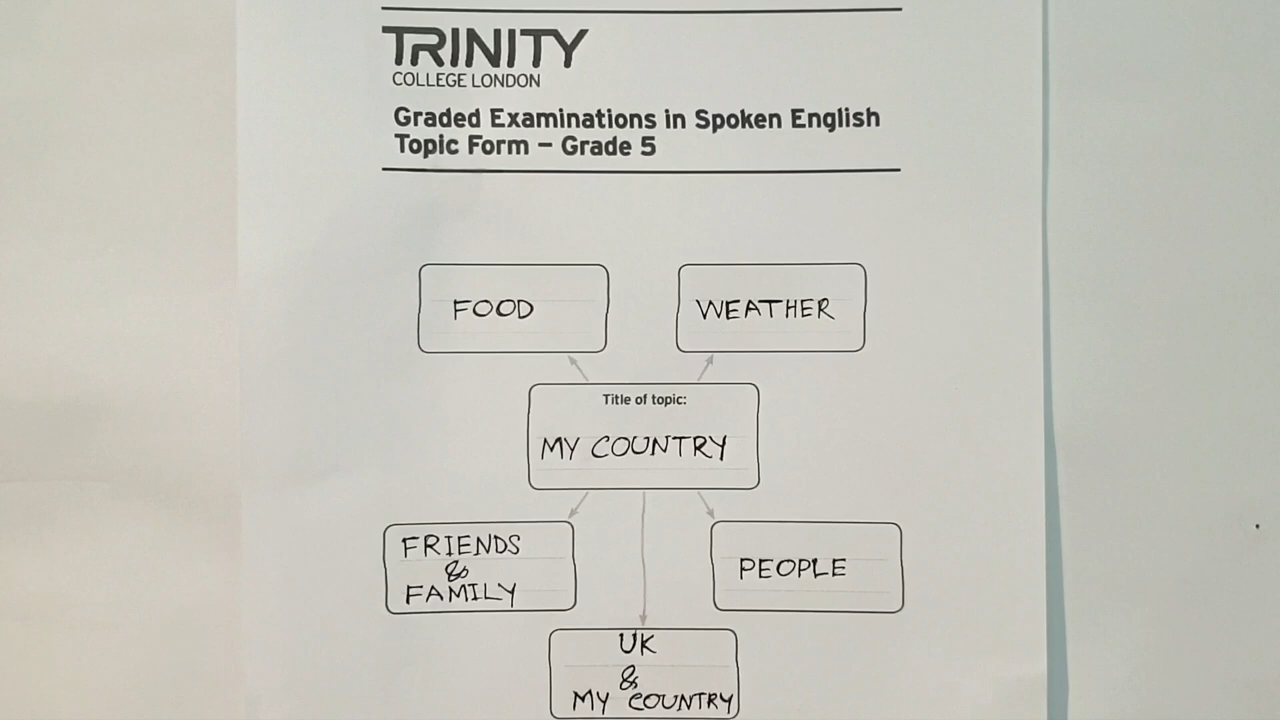 TRINITY
COLLEGE LONDON
Graded Examinations in Spoken English
Topic Form – Grade 5
FOOD
WEATHER
Title of topic:
MY COUNTRY
FRIENDS
&
FAMILY
PEOPLE
UK
&
MY COUNTRY